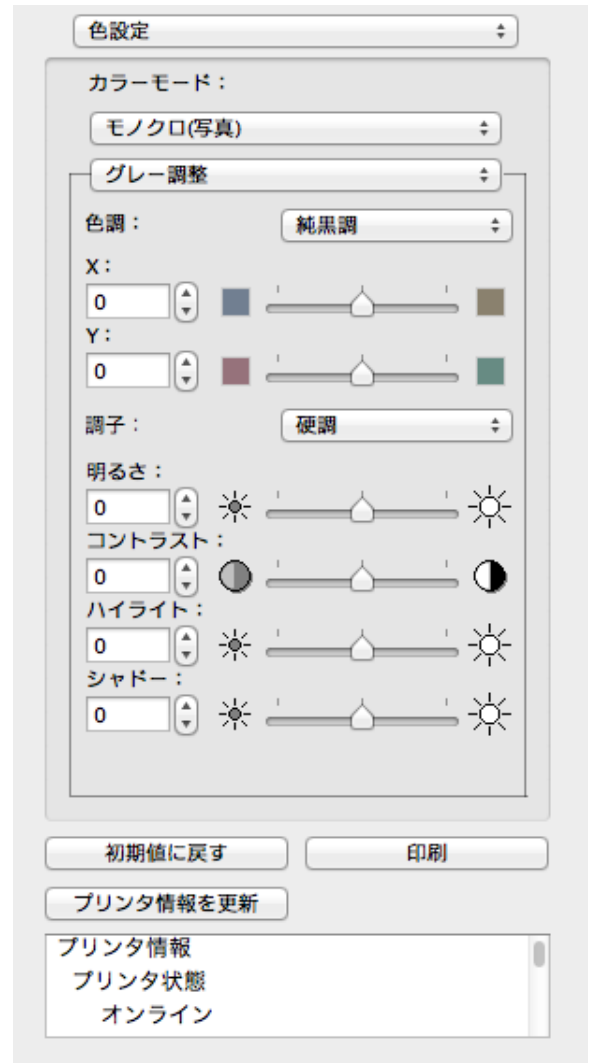 色設定
カラーモード：
モノクロ(写真)
グレー調整
色調： 純黒調
X：
0
Y：
0
調子： 硬調
明るさ：
0
コントラスト：
0
ハイライト：
0
シャドー：
0
初期値に戻す 印刷
プリンタ情報を更新
プリンタ情報
プリンタ状態
オンライン